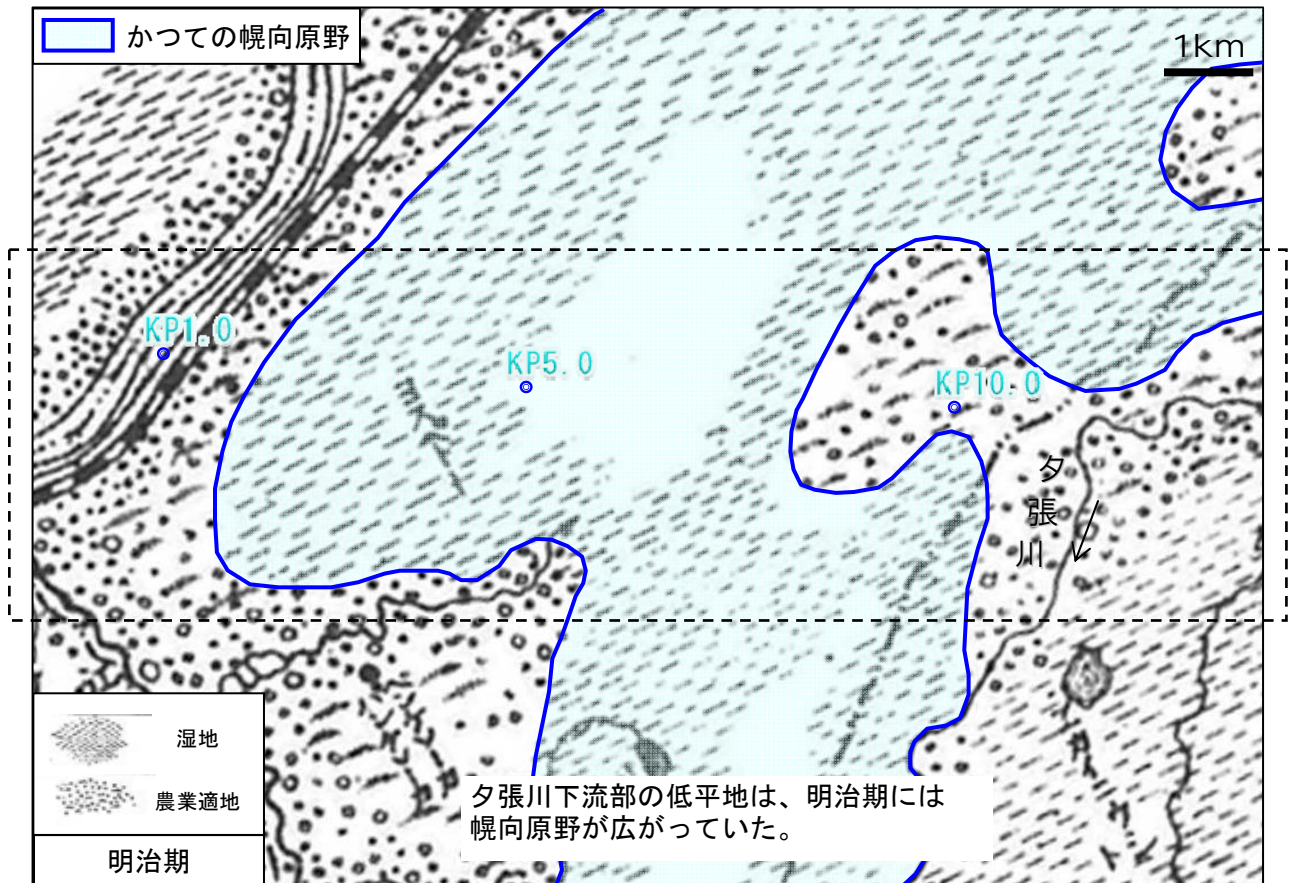 かつての幌向原野
1km
KP1.0
KP5.0
KP10.0
夕張川
湿地
農業適地
明治期
夕張川下流部の低平地は、明治期には
幌向原野が広がっていた。